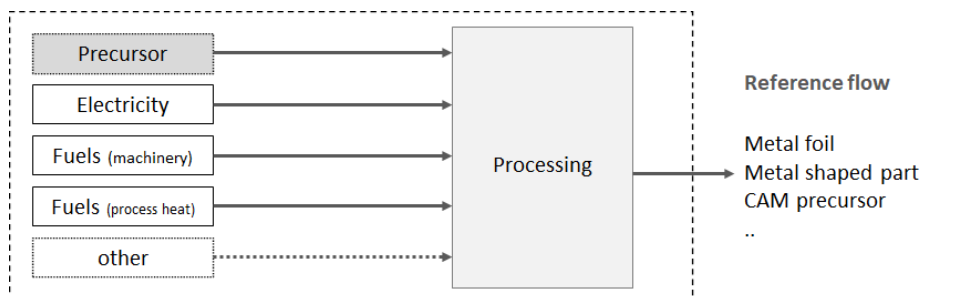 Precursor
Electricity
Fuels (machinery)
Fuels (process heat)
other
Processing
Reference flow
Metal foil
Metal shaped part
CAM precursor
..